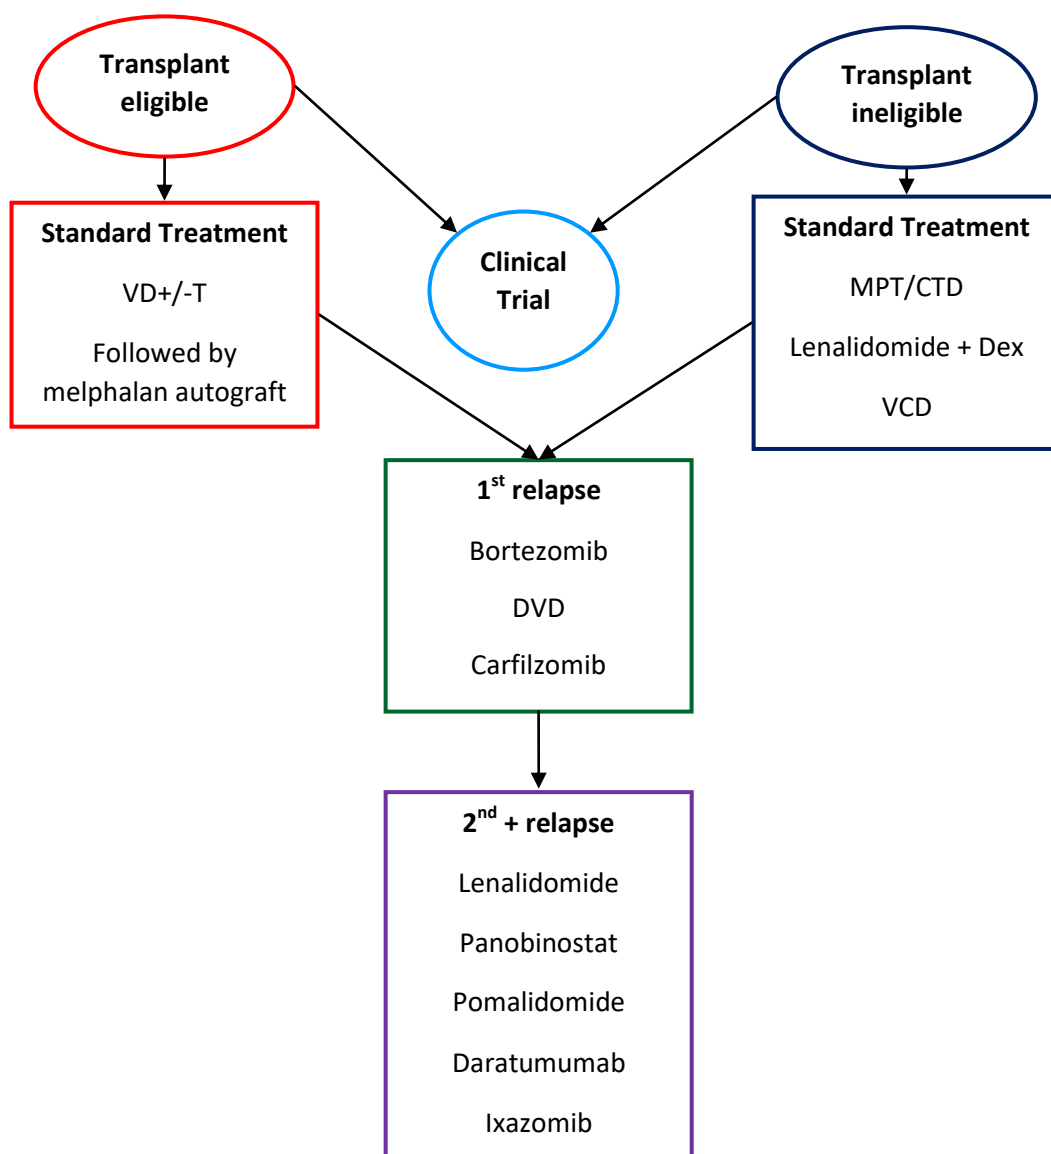 Transplant
eligible
Transplant
ineligible
Standard Treatment
VD+/-T
Followed by
melphalan autograft
Clinical
Trial
Standard Treatment
MPT/CTD
Lenalidomide + Dex
VCD
1st relapse
Bortezomib
DVD
Carfilzomib
2nd + relapse
Lenalidomide
Panobinostat
Pomalidomide
Daratumumab
Ixazomib